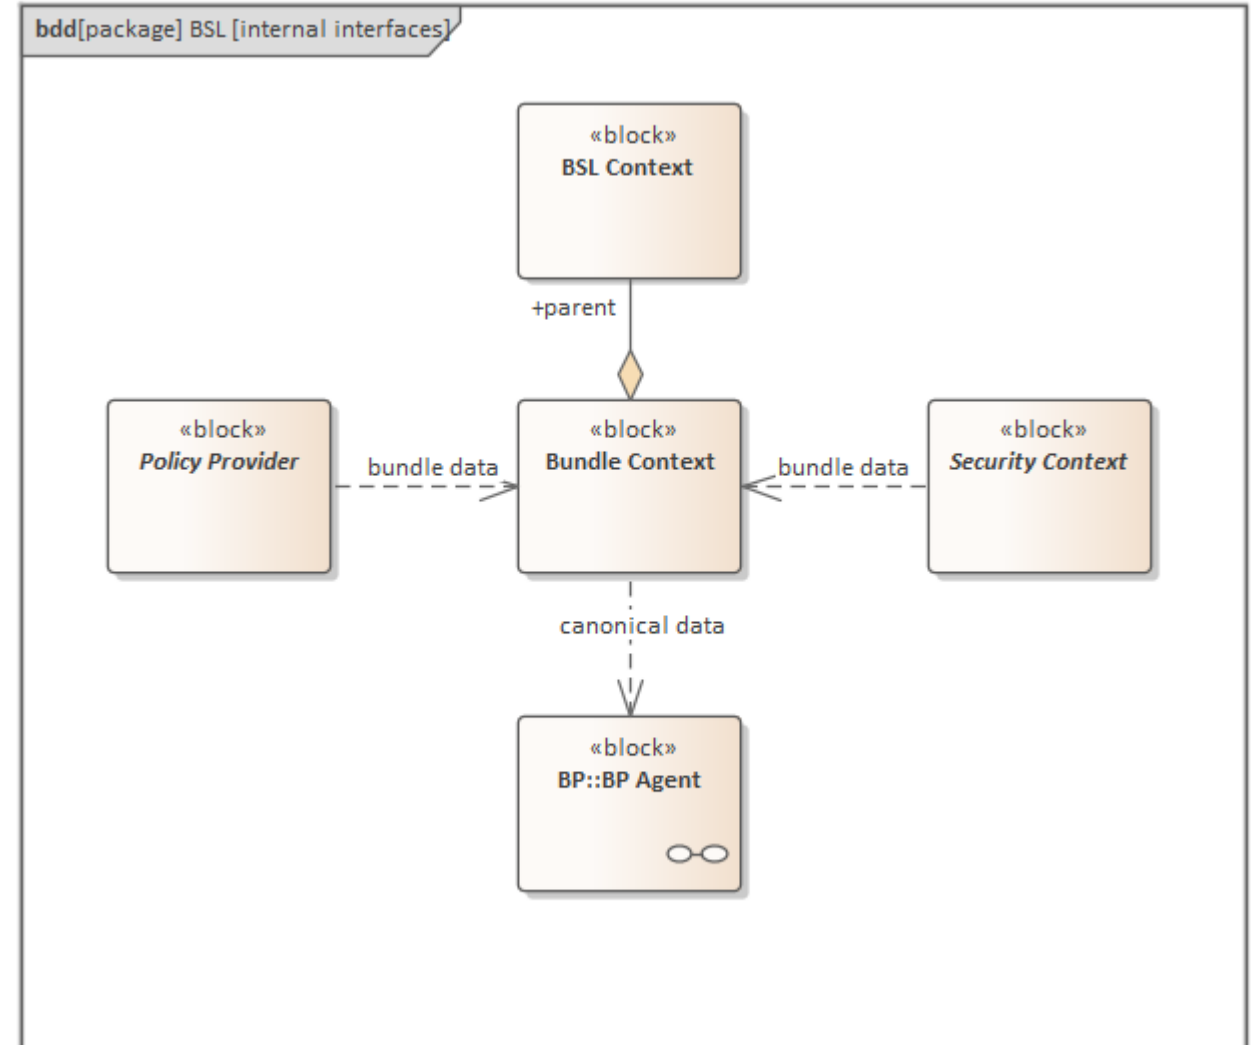 bdd[package] BSL [internal interfaces]
«block»
BSL Context
+parent
«block»
Policy Provider
bundle data
«block»
Bundle Context
bundle data
«block»
Security Context
canonical data
«block»
BP::BP Agent